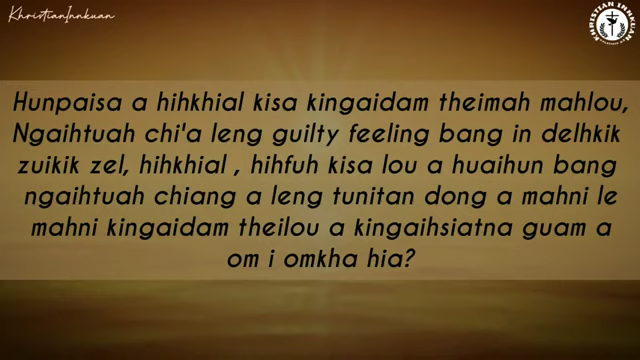 KhristianInnkuan
KHRISTIAN INNKUAN
Hunpaisa a hihkhial kisa kingaidam theimah mahlou,
Ngaihtuah chi'a leng guilty feeling bang in delhkik
zuikik zel, hihkhial , hihfuh kisa lou a huaihun bang
ngaihtuah chiang a leng tunitan dong a mahni le
mahni kingaidam theilou a kingaihsiatna guam a
om i omkha hia?